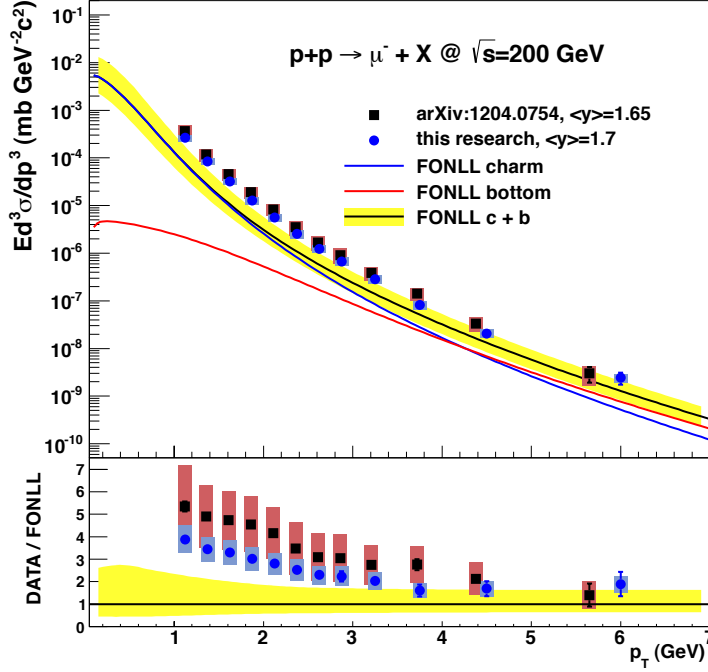 Ed³σ/dp³ (mb GeV⁻²c²)
10⁻¹
10⁻²
10⁻³
10⁻⁴
10⁻⁵
10⁻⁶
10⁻⁷
10⁻⁸
10⁻⁹
10⁻¹⁰
p+p → μ⁻ + X @ √s=200 GeV
arXiv:1204.0754, <y>=1.65
this research, <y>=1.7
FONLL charm
FONLL bottom
FONLL c + b
DATA / FONLL
7
6
5
4
3
2
1
0
1 2 3 4 5 6 7
p_T (GeV)